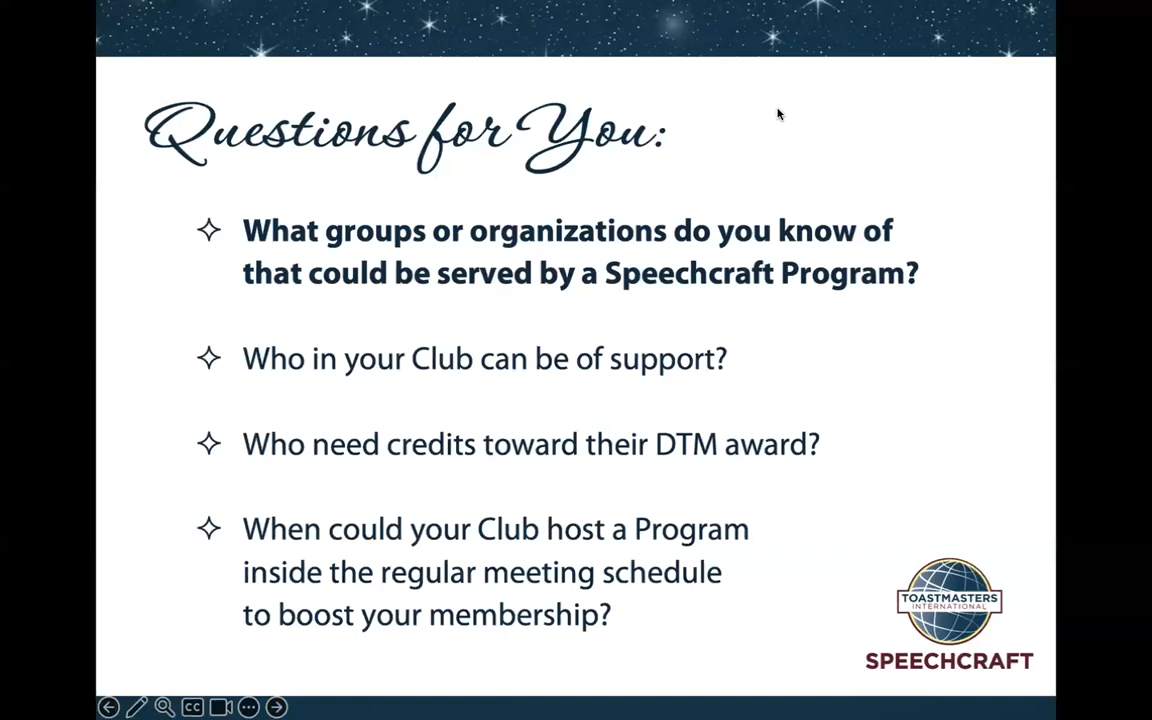 Questions for You:
What groups or organizations do you know of
that could be served by a Speechcraft Program?
Who in your Club can be of support?
Who need credits toward their DTM award?
When could your Club host a Program
inside the regular meeting schedule
to boost your membership?
TOASTMASTERS
INTERNATIONAL
SPEECHCRAFT
CC